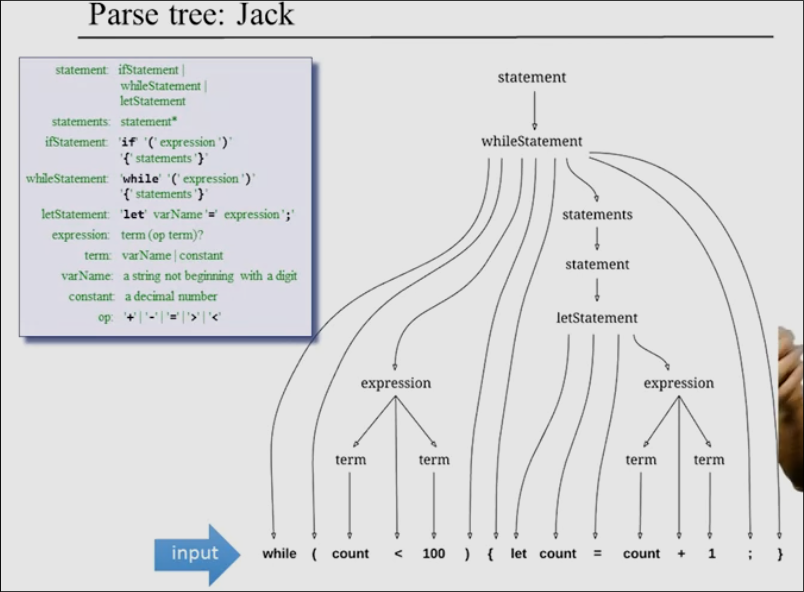 Parse tree: Jack
statement: ifStatement |
whileStatement |
letStatement
statements: statement*
ifStatement: 'if' '(' expression ')'
'{' statements '}'
whileStatement: 'while' '(' expression ')'
'{' statements '}'
letStatement: 'let' varName '=' expression ';'
expression: term (op term)?
term: varName | constant
varName: a string not beginning with a digit
constant: a decimal number
op: '+' | '-' | '=' | '>' | '<'
statement
whileStatement
statements
statement
letStatement
expression expression
term term term term
input while ( count < 100 ) { let count = count + 1 ; }